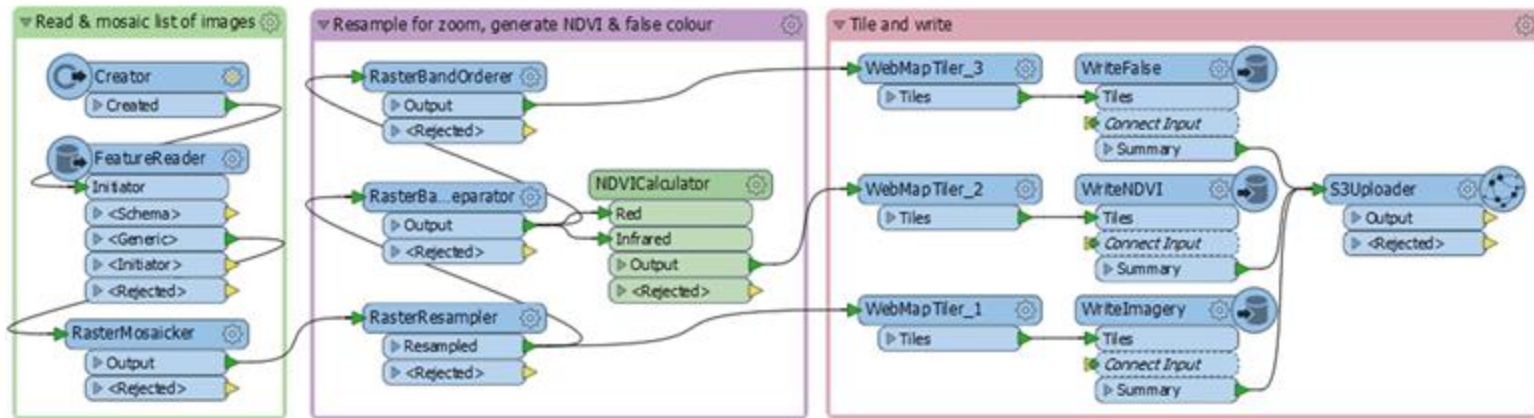 Read & mosaic list of images
Creator
Created
FeatureReader
Initiator
<Schema>
<Generic>
<Initiator>
<Rejected>
RasterMosaicker
Output
<Rejected>
Resample for zoom, generate NDVI & false colour
RasterBandOrderer
Output
<Rejected>
RasterBa...eparator
Output
<Rejected>
NDVICalculator
Red
Infrared
Output
<Rejected>
RasterResampler
Resampled
<Rejected>
Tile and write
WebMapTiler_3
Tiles
WriteFalse
Tiles
Connect Input
Summary
WebMapTiler_2
Tiles
WriteNDVI
Tiles
Connect Input
Summary
WebMapTiler_1
Tiles
WriteImagery
Tiles
Connect Input
Summary
S3Uploader
Output
<Rejected>